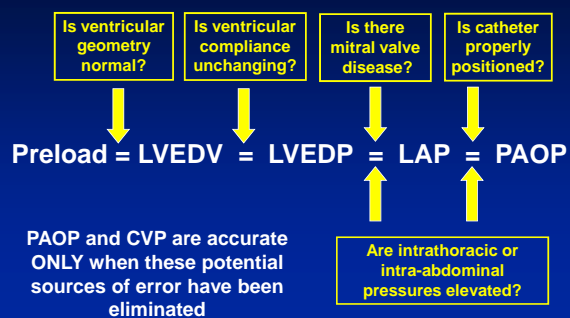 Is ventricular
geometry
normal?
Is ventricular
compliance
unchanging?
Is there
mitral valve
disease?
Is catheter
properly
positioned?
Preload = LVEDV = LVEDP = LAP = PAOP
PAOP and CVP are accurate
ONLY when these potential
sources of error have been
eliminated
Are intrathoracic or
intra-abdominal
pressures elevated?